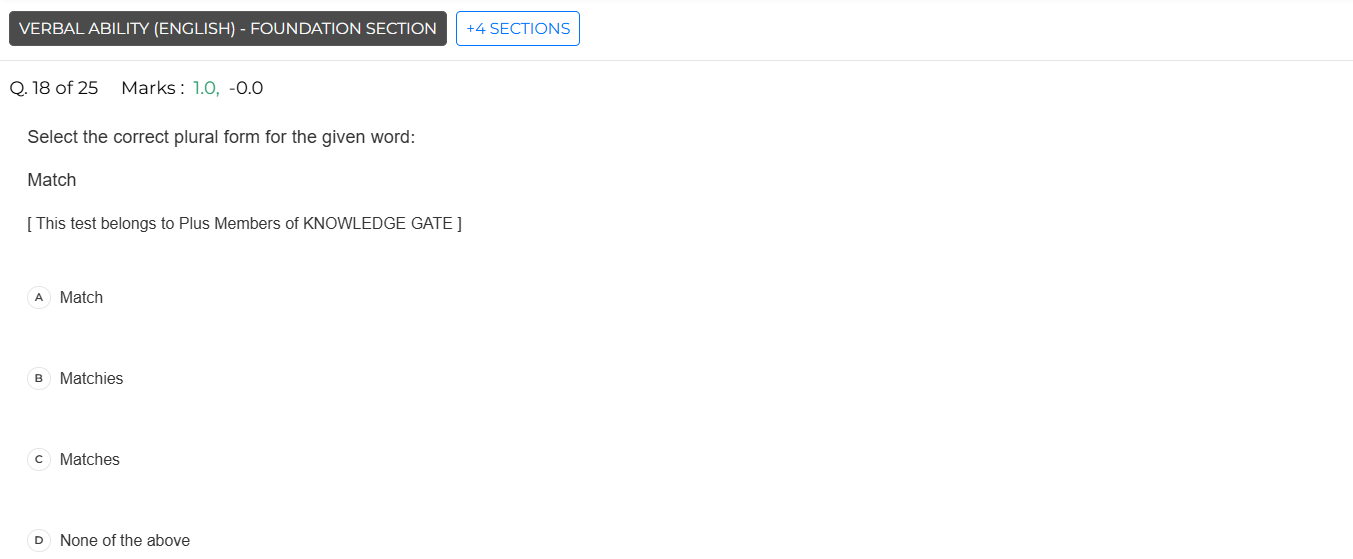 VERBAL ABILITY (ENGLISH) - FOUNDATION SECTION +4 SECTIONS
Q. 18 of 25 Marks : 1.0, -0.0
Select the correct plural form for the given word:
Match
[ This test belongs to Plus Members of KNOWLEDGE GATE ]
A Match
B Matchies
C Matches
D None of the above